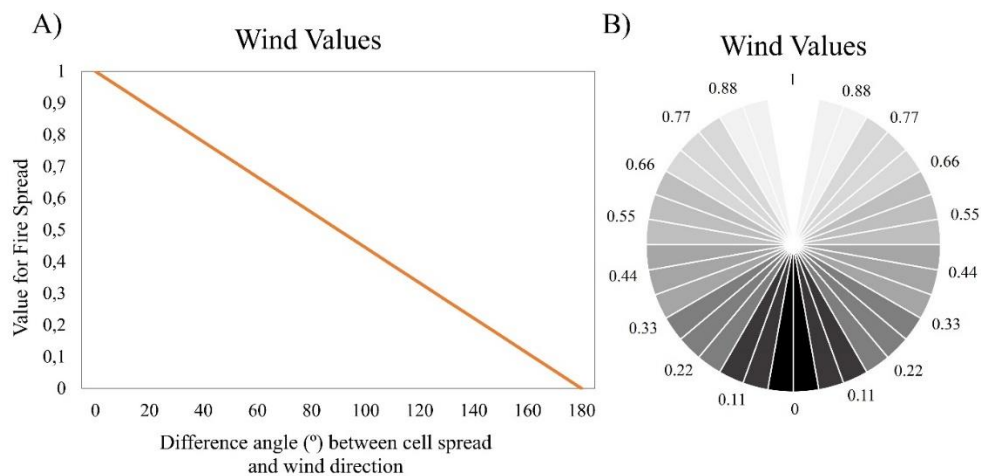 A)
Wind Values
1
0,9
0,8
0,7
0,6
0,5
0,4
0,3
0,2
0,1
0
Value for Fire Spread
0 20 40 60 80 100 120 140 160 180
Difference angle (º) between cell spread
and wind direction
B)
Wind Values
1
0.88 0.88
0.77 0.77
0.66 0.66
0.55 0.55
0.44 0.44
0.33 0.33
0.22 0.22
0.11 0.11
0